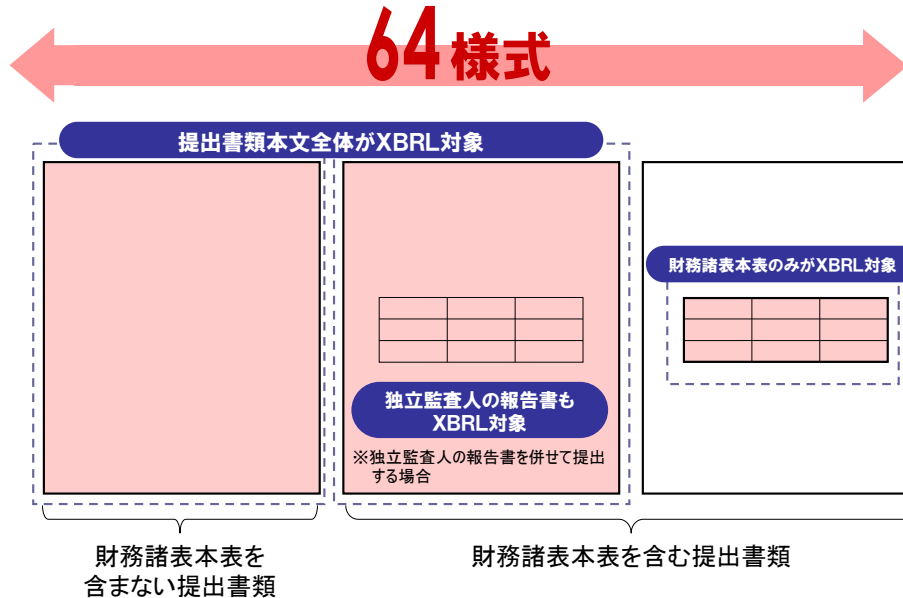 64様式
提出書類本文全体がXBRL対象
財務諸表本表のみがXBRL対象
独立監査人の報告書も
XBRL対象
※独立監査人の報告書を併せて提出
する場合
財務諸表本表を
含まない提出書類
財務諸表本表を含む提出書類